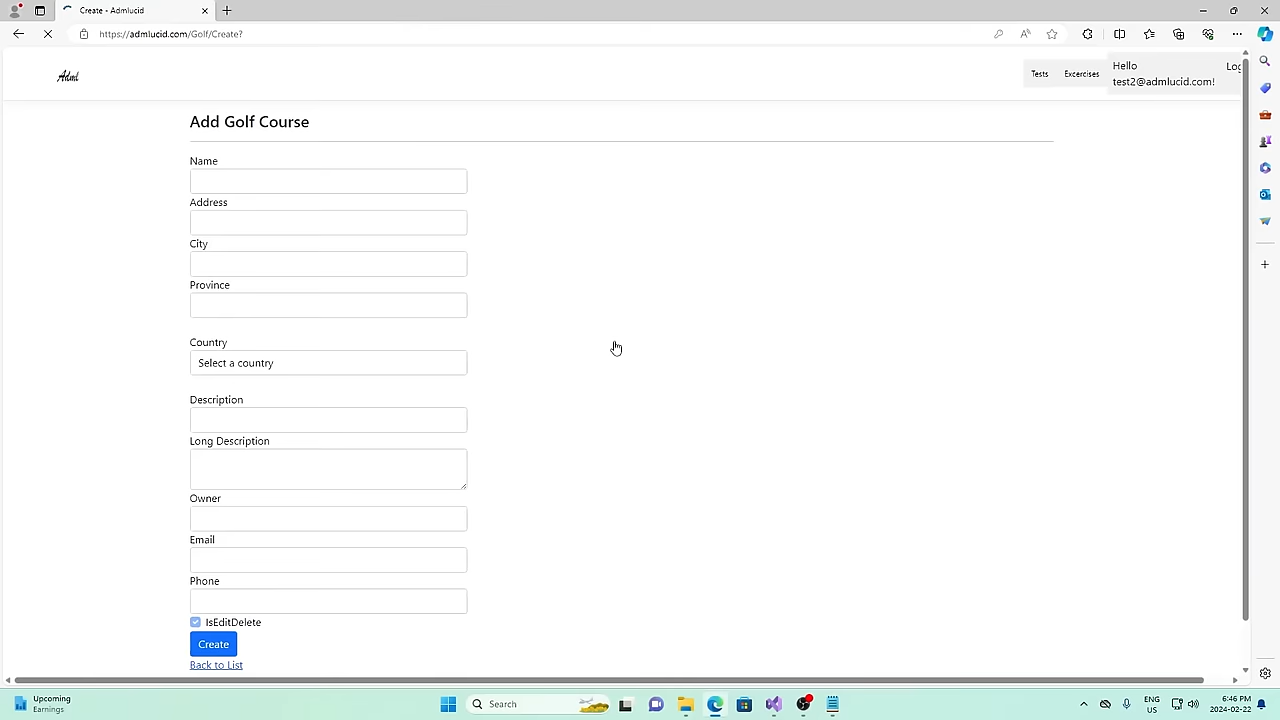 Create - Admlucid
https://admlucid.com/Golf/Create?
Adml
Tests
Excercises
Hello
test2@admlucid.com!
Log
Add Golf Course
Name
Address
City
Province
Country
Select a country
Description
Long Description
Owner
Email
Phone
IsEditDelete
Create
Back to List
Upcoming
Earnings
Search
ENG
US
6:46 PM
2024-02-22